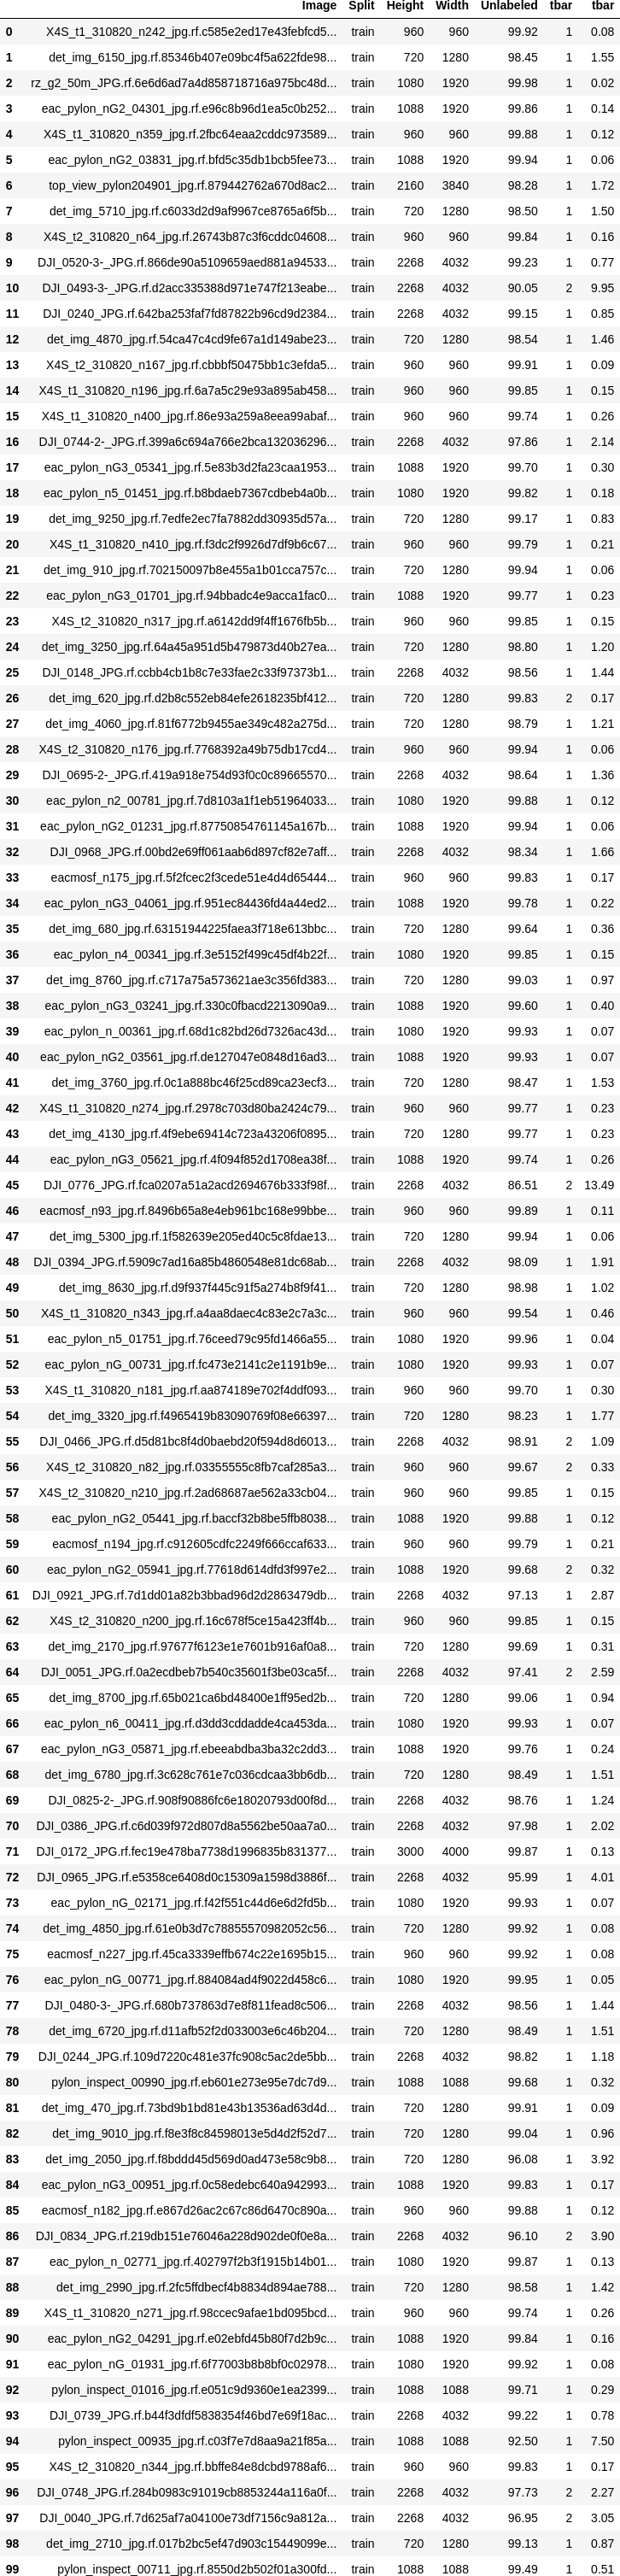 Image Split Height Width Unlabeled tbar tbar
0 X4S_t1_310820_n242_jpg.rf.c585e2ed17e43febfcd5... train 960 960 99.92 1 0.08
1 det_img_6150_jpg.rf.85346b407e09bc4f5a622fde98... train 720 1280 98.45 1 1.55
2 rz_g2_50m_JPG.rf.6e6d6ad7a4d858718716a975bc48d... train 1080 1920 99.98 1 0.02
3 eac_pylon_nG2_04301_jpg.rf.e96c8b96d1ea5c0b252... train 1088 1920 99.86 1 0.14
4 X4S_t1_310820_n359_jpg.rf.2fbc64eaa2cddc973589... train 960 960 99.88 1 0.12
5 eac_pylon_nG2_03831_jpg.rf.bfd5c35db1bcb5fee73... train 1088 1920 99.94 1 0.06
6 top_view_pylon204901_jpg.rf.879442762a670d8ac2... train 2160 3840 98.28 1 1.72
7 det_img_5710_jpg.rf.c6033d2d9af9967ce8765a6f5b... train 720 1280 98.50 1 1.50
8 X4S_t2_310820_n64_jpg.rf.26743b87c3f6cddc04608... train 960 960 99.84 1 0.16
9 DJI_0520-3-_JPG.rf.866de90a5109659aed881a94533... train 2268 4032 99.23 1 0.77
10 DJI_0493-3-_JPG.rf.d2acc335388d971e747f213eabe... train 2268 4032 90.05 2 9.95
11 DJI_0240_JPG.rf.642ba253faf7fd87822b96cd9d2384... train 2268 4032 99.15 1 0.85
12 det_img_4870_jpg.rf.54ca47c4cd9fe67a1d149abe23... train 720 1280 98.54 1 1.46
13 X4S_t2_310820_n167_jpg.rf.cbbbf50475bb1c3efda5... train 960 960 99.91 1 0.09
14 X4S_t1_310820_n196_jpg.rf.6a7a5c29e93a895ab458... train 960 960 99.85 1 0.15
15 X4S_t1_310820_n400_jpg.rf.86e93a259a8eea99abaf... train 960 960 99.74 1 0.26
16 DJI_0744-2-_JPG.rf.399a6c694a766e2bca132036296... train 2268 4032 97.86 1 2.14
17 eac_pylon_nG3_05341_jpg.rf.5e83b3d2fa23caa1953... train 1088 1920 99.70 1 0.30
18 eac_pylon_n5_01451_jpg.rf.b8bdaeb7367cdbeb4a0b... train 1080 1920 99.82 1 0.18
19 det_img_9250_jpg.rf.7edfe2ec7fa7882dd30935d57a... train 720 1280 99.17 1 0.83
20 X4S_t1_310820_n410_jpg.rf.f3dc2f9926d7df9b6c67... train 960 960 99.79 1 0.21
21 det_img_910_jpg.rf.702150097b8e455a1b01cca757c... train 720 1280 99.94 1 0.06
22 eac_pylon_nG3_01701_jpg.rf.94bbadc4e9acca1fac0... train 1088 1920 99.77 1 0.23
23 X4S_t2_310820_n317_jpg.rf.a6142dd9f4ff1676fb5b... train 960 960 99.85 1 0.15
24 det_img_3250_jpg.rf.64a45a951d5b479873d40b27ea... train 720 1280 98.80 1 1.20
25 DJI_0148_JPG.rf.ccbb4cb1b8c7e33fae2c33f97373b1... train 2268 4032 98.56 1 1.44
26 det_img_620_jpg.rf.d2b8c552eb84efe2618235bf412... train 720 1280 99.83 2 0.17
27 det_img_4060_jpg.rf.81f6772b9455ae349c482a275d... train 720 1280 98.79 1 1.21
28 X4S_t2_310820_n176_jpg.rf.7768392a49b75db17cd4... train 960 960 99.94 1 0.06
29 DJI_0695-2-_JPG.rf.419a918e754d93f0c0c89665570... train 2268 4032 98.64 1 1.36
30 eac_pylon_n2_00781_jpg.rf.7d8103a1f1eb51964033... train 1080 1920 99.88 1 0.12
31 eac_pylon_nG2_01231_jpg.rf.87750854761145a167b... train 1088 1920 99.94 1 0.06
32 DJI_0968_JPG.rf.00bd2e69ff061aab6d897cf82e7aff... train 2268 4032 98.34 1 1.66
33 eacmosf_n175_jpg.rf.5f2fcec2f3cede51e4d4d65444... train 960 960 99.83 1 0.17
34 eac_pylon_nG3_04061_jpg.rf.951ec84436fd4a44ed2... train 1088 1920 99.78 1 0.22
35 det_img_680_jpg.rf.63151944225faea3f718e613bbc... train 720 1280 99.64 1 0.36
36 eac_pylon_n4_00341_jpg.rf.3e5152f499c45df4b22f... train 1080 1920 99.85 1 0.15
37 det_img_8760_jpg.rf.c717a75a573621ae3c356fd383... train 720 1280 99.03 1 0.97
38 eac_pylon_nG3_03241_jpg.rf.330c0fbacd2213090a9... train 1088 1920 99.60 1 0.40
39 eac_pylon_n_00361_jpg.rf.68d1c82bd26d7326ac43d... train 1080 1920 99.93 1 0.07
40 eac_pylon_nG2_03561_jpg.rf.de127047e0848d16ad3... train 1088 1920 99.93 1 0.07
41 det_img_3760_jpg.rf.0c1a888bc46f25cd89ca23ecf3... train 720 1280 98.47 1 1.53
42 X4S_t1_310820_n274_jpg.rf.2978c703d80ba2424c79... train 960 960 99.77 1 0.23
43 det_img_4130_jpg.rf.4f9ebe69414c723a43206f0895... train 720 1280 99.77 1 0.23
44 eac_pylon_nG3_05621_jpg.rf.4f094f852d1708ea38f... train 1088 1920 99.74 1 0.26
45 DJI_0776_JPG.rf.fca0207a51a2acd2694676b333f98f... train 2268 4032 86.51 2 13.49
46 eacmosf_n93_jpg.rf.8496b65a8e4eb961bc168e99bbe... train 960 960 99.89 1 0.11
47 det_img_5300_jpg.rf.1f582639e205ed40c5c8fdae13... train 720 1280 99.94 1 0.06
48 DJI_0394_JPG.rf.5909c7ad16a85b4860548e81dc68ab... train 2268 4032 98.09 1 1.91
49 det_img_8630_jpg.rf.d9f937f445c91f5a274b8f9f41... train 720 1280 98.98 1 1.02
50 X4S_t1_310820_n343_jpg.rf.a4aa8daec4c83e2c7a3c... train 960 960 99.54 1 0.46
51 eac_pylon_n5_01751_jpg.rf.76ceed79c95fd1466a55... train 1080 1920 99.96 1 0.04
52 eac_pylon_nG_00731_jpg.rf.fc473e2141c2e1191b9e... train 1080 1920 99.93 1 0.07
53 X4S_t1_310820_n181_jpg.rf.aa874189e702f4ddf093... train 960 960 99.70 1 0.30
54 det_img_3320_jpg.rf.f4965419b83090769f08e66397... train 720 1280 98.23 1 1.77
55 DJI_0466_JPG.rf.d5d81bc8f4d0baebd20f594d8d6013... train 2268 4032 98.91 2 1.09
56 X4S_t2_310820_n82_jpg.rf.03355555c8fb7caf285a3... train 960 960 99.67 2 0.33
57 X4S_t2_310820_n210_jpg.rf.2ad68687ae562a33cb04... train 960 960 99.85 1 0.15
58 eac_pylon_nG2_05441_jpg.rf.baccf32b8be5ffb8038... train 1088 1920 99.88 1 0.12
59 eacmosf_n194_jpg.rf.c912605cdfc2249f666ccaf633... train 960 960 99.79 1 0.21
60 eac_pylon_nG2_05941_jpg.rf.77618d614dfd3f997e2... train 1088 1920 99.68 2 0.32
61 DJI_0921_JPG.rf.7d1dd01a82b3bbad96d2d2863479db... train 2268 4032 97.13 1 2.87
62 X4S_t2_310820_n200_jpg.rf.16c678f5ce15a423ff4b... train 960 960 99.85 1 0.15
63 det_img_2170_jpg.rf.97677f6123e1e7601b916af0a8... train 720 1280 99.69 1 0.31
64 DJI_0051_JPG.rf.0a2ecdbeb7b540c35601f3be03ca5f... train 2268 4032 97.41 2 2.59
65 det_img_8700_jpg.rf.65b021ca6bd48400e1ff95ed2b... train 720 1280 99.06 1 0.94
66 eac_pylon_n6_00411_jpg.rf.d3dd3cddadde4ca453da... train 1080 1920 99.93 1 0.07
67 eac_pylon_nG3_05871_jpg.rf.ebeeabdba3ba32c2dd3... train 1088 1920 99.76 1 0.24
68 det_img_6780_jpg.rf.3c628c761e7c036cdcaa3bb6db... train 720 1280 98.49 1 1.51
69 DJI_0825-2-_JPG.rf.908f90886fc6e18020793d00f8d... train 2268 4032 98.76 1 1.24
70 DJI_0386_JPG.rf.c6d039f972d807d8a5562be50aa7a0... train 2268 4032 97.98 1 2.02
71 DJI_0172_JPG.rf.fec19e478ba7738d1996835b831377... train 3000 4000 99.87 1 0.13
72 DJI_0965_JPG.rf.e5358ce6408d0c15309a1598d3886f... train 2268 4032 95.99 1 4.01
73 eac_pylon_nG_02171_jpg.rf.f42f551c44d6e6d2fd5b... train 1080 1920 99.93 1 0.07
74 det_img_4850_jpg.rf.61e0b3d7c78855570982052c56... train 720 1280 99.92 1 0.08
75 eacmosf_n227_jpg.rf.45ca3339effb674c22e1695b15... train 960 960 99.92 1 0.08
76 eac_pylon_nG_00771_jpg.rf.884084ad4f9022d458c6... train 1080 1920 99.95 1 0.05
77 DJI_0480-3-_JPG.rf.680b737863d7e8f811fead8c506... train 2268 4032 98.56 1 1.44
78 det_img_6720_jpg.rf.d11afb52f2d033003e6c46b204... train 720 1280 98.49 1 1.51
79 DJI_0244_JPG.rf.109d7220c481e37fc908c5ac2de5bb... train 2268 4032 98.82 1 1.18
80 pylon_inspect_00990_jpg.rf.eb601e273e95e7dc7d9... train 1088 1088 99.68 1 0.32
81 det_img_470_jpg.rf.73bd9b1bd81e43b13536ad63d4d... train 720 1280 99.91 1 0.09
82 det_img_9010_jpg.rf.f8e3f8c84598013e5d4d2f52d7... train 720 1280 99.04 1 0.96
83 det_img_2050_jpg.rf.f8bddd45d569d0ad473e58c9b8... train 720 1280 96.08 1 3.92
84 eac_pylon_nG3_00951_jpg.rf.0c58edebc640a942993... train 1088 1920 99.83 1 0.17
85 eacmosf_n182_jpg.rf.e867d26ac2c67c86d6470c890a... train 960 960 99.88 1 0.12
86 DJI_0834_JPG.rf.219db151e76046a228d902de0f0e8a... train 2268 4032 96.10 2 3.90
87 eac_pylon_n_02771_jpg.rf.402797f2b3f1915b14b01... train 1080 1920 99.87 1 0.13
88 det_img_2990_jpg.rf.2fc5ffdbecf4b8834d894ae788... train 720 1280 98.58 1 1.42
89 X4S_t1_310820_n271_jpg.rf.98ccec9afae1bd095bcd... train 960 960 99.74 1 0.26
90 eac_pylon_nG2_04291_jpg.rf.e02ebfd45b80f7d2b9c... train 1088 1920 99.84 1 0.16
91 eac_pylon_nG_01931_jpg.rf.6f77003b8b8bf0c02978... train 1080 1920 99.92 1 0.08
92 pylon_inspect_01016_jpg.rf.e051c9d9360e1ea2399... train 1088 1088 99.71 1 0.29
93 DJI_0739_JPG.rf.b44f3dfdf5838354f46bd7e69f18ac... train 2268 4032 99.22 1 0.78
94 pylon_inspect_00935_jpg.rf.c03f7e7d8aa9a21f85a... train 1088 1088 92.50 1 7.50
95 X4S_t2_310820_n344_jpg.rf.bbffe84e8dcbd9788af6... train 960 960 99.83 1 0.17
96 DJI_0748_JPG.rf.284b0983c91019cb8853244a116a0f... train 2268 4032 97.73 2 2.27
97 DJI_0040_JPG.rf.7d625af7a04100e73df7156c9a812a... train 2268 4032 96.95 2 3.05
98 det_img_2710_jpg.rf.017b2bc5ef47d903c15449099e... train 720 1280 99.13 1 0.87
99 pylon_inspect_00711_jpg.rf.8550d2b502f01a300fd... train 1088 1088 99.49 1 0.51